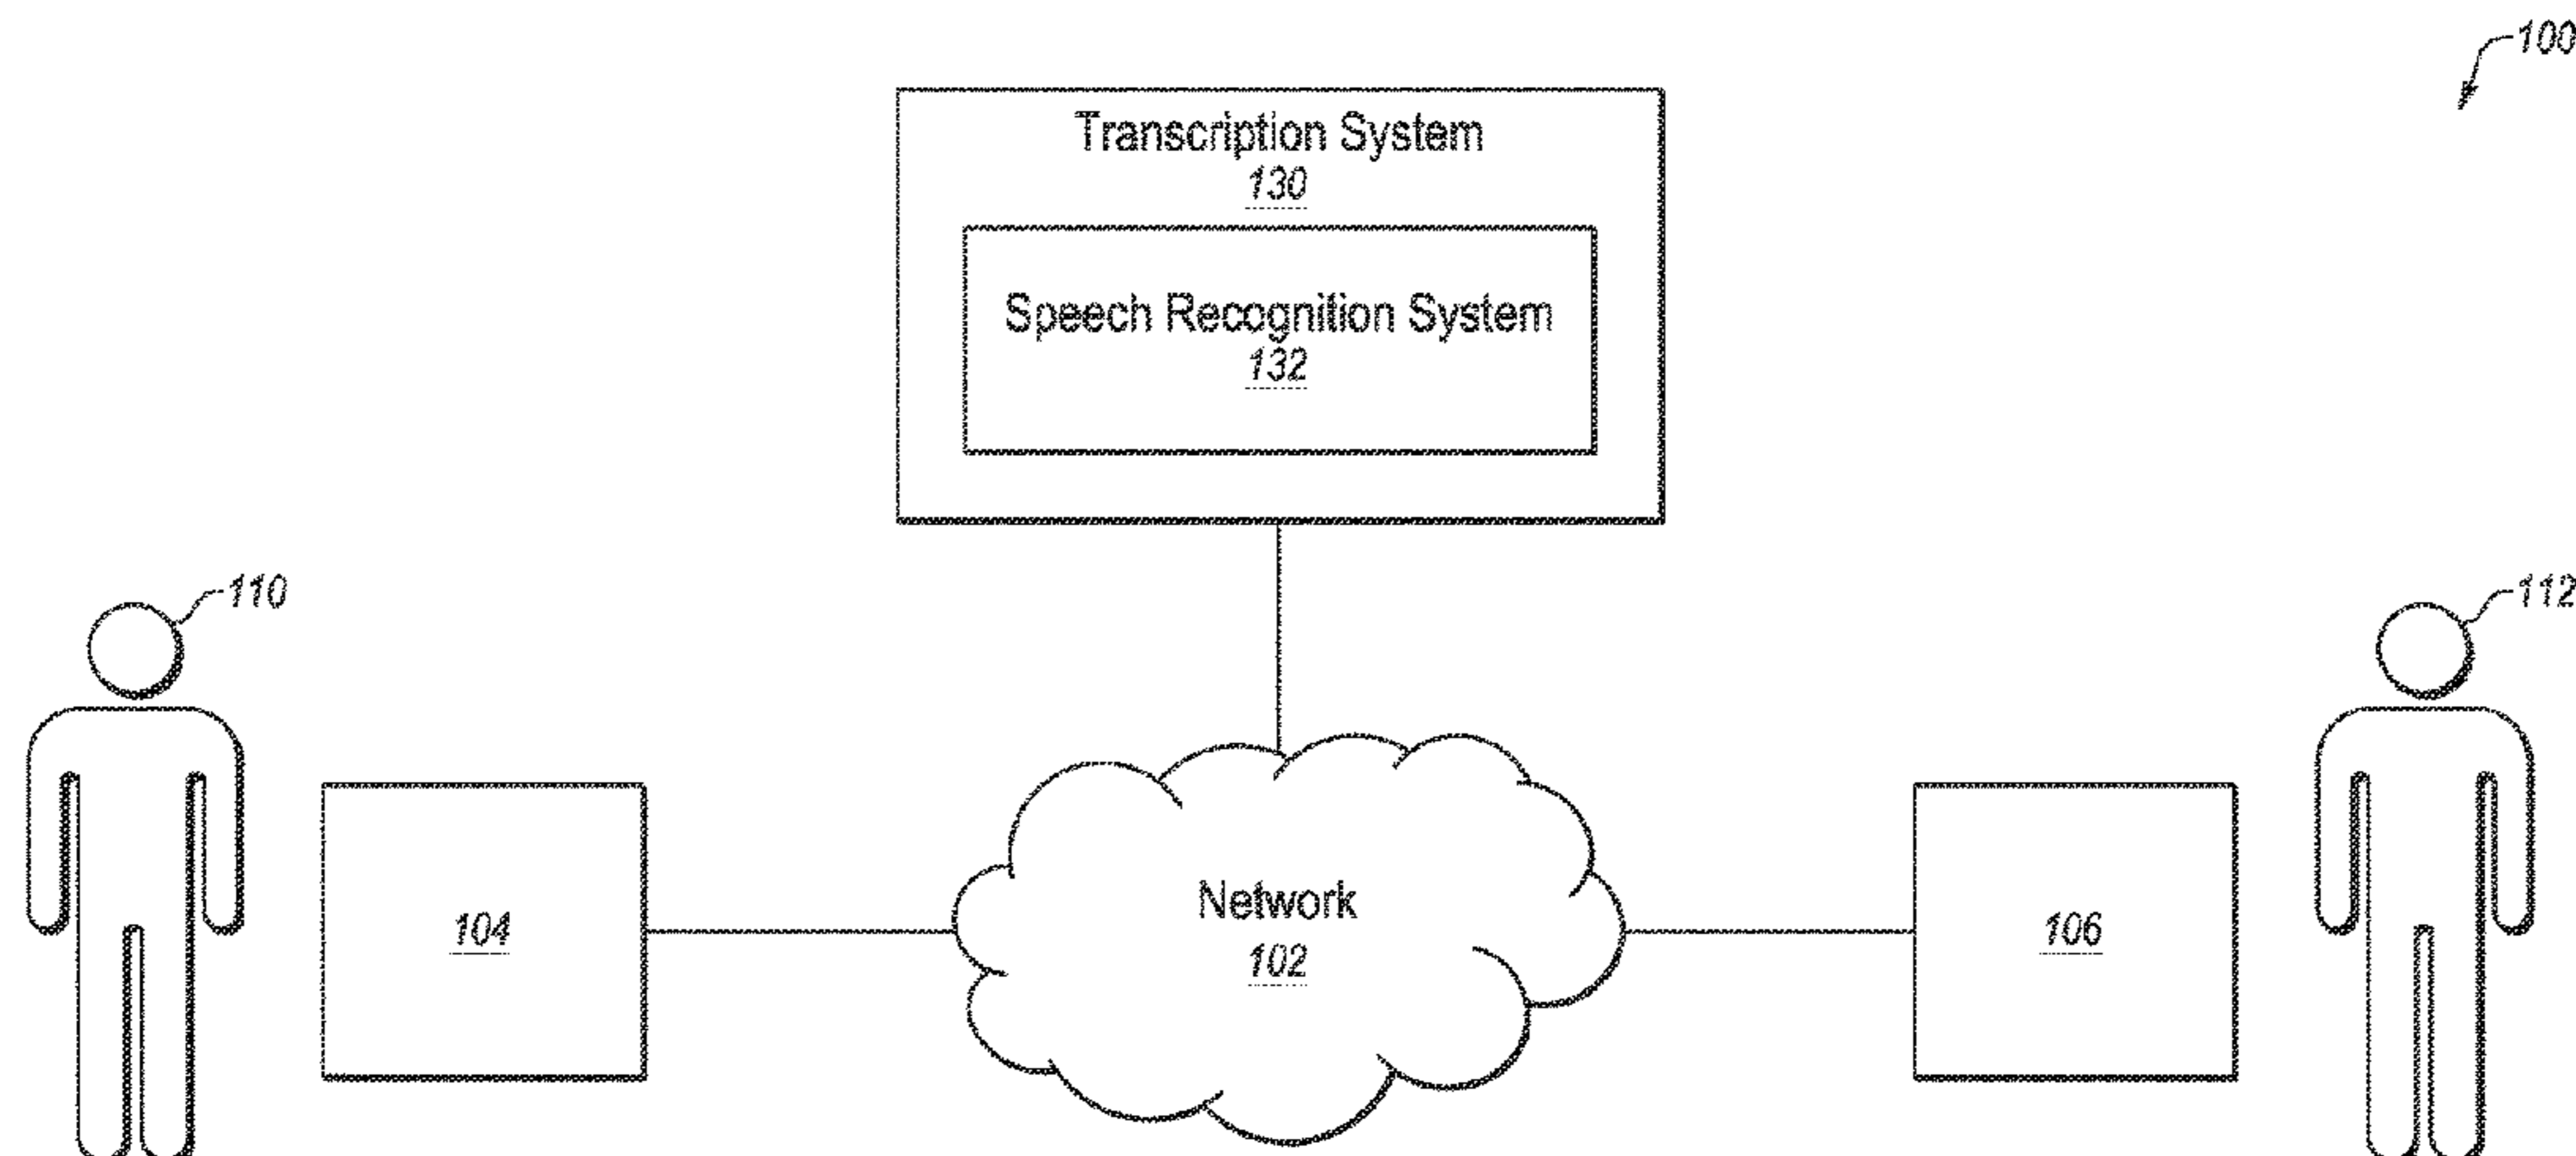 100
Transcription System
130
Speech Recognition System
132
110
112
104
Network
102
106